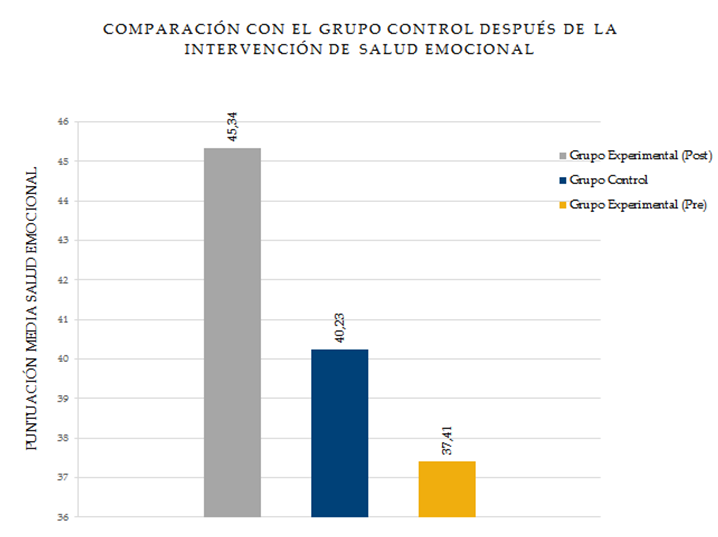 COMPARACIÓN CON EL GRUPO CONTROL DESPUÉS DE LA
INTERVENCIÓN DE SALUD EMOCIONAL
PUNTUACIÓN MEDIA SALUD EMOCIONAL
46
45
44
43
42
41
40
39
38
37
36
45,34
40,23
37,41
Grupo Experimental (Post)
Grupo Control
Grupo Experimental (Pre)